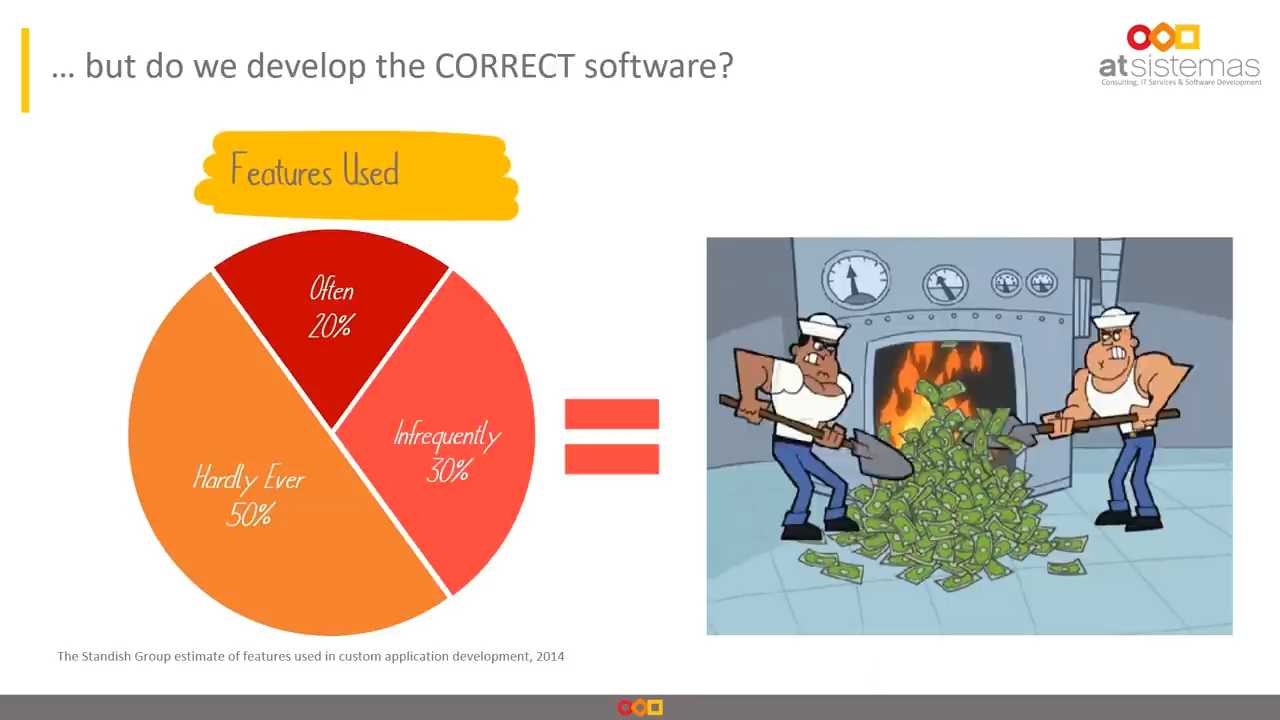 ... but do we develop the CORRECT software?
atsistemas
Consulting, IT Services & Software Development
Features Used
Often
20%
Infrequently
30%
Hardly Ever
50%
The Standish Group estimate of features used in custom application development, 2014